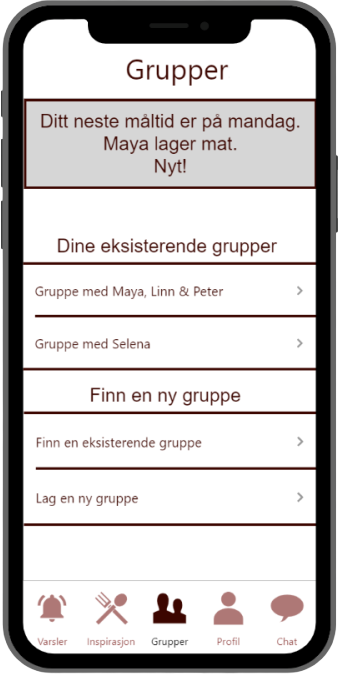 Grupper
Ditt neste måltid er på mandag.
Maya lager mat.
Nyt!
Dine eksisterende grupper
Gruppe med Maya, Linn & Peter
Gruppe med Selena
Finn en ny gruppe
Finn en eksisterende gruppe
Lag en ny gruppe
Varsler Inspirasjon Grupper Profil Chat